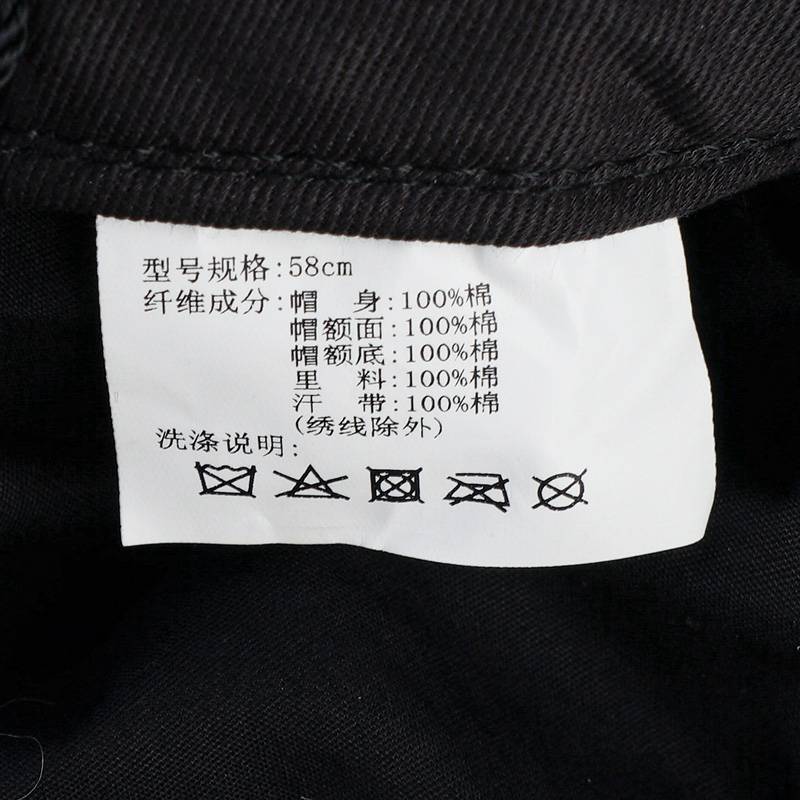 型号规格:58cm
纤维成分:帽 身:100%棉
帽额面:100%棉
帽额底:100%棉
里 料:100%棉
汗 带:100%棉
(绣线除外)
洗涤说明: